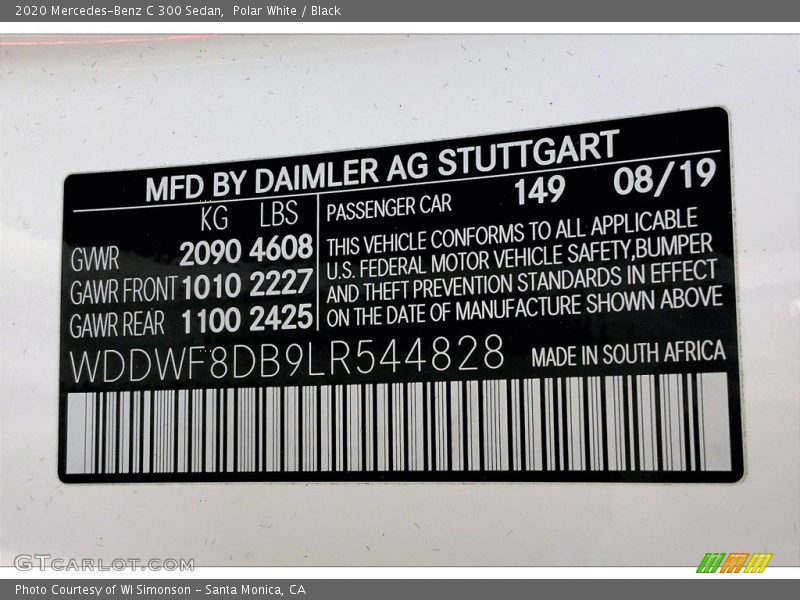 2020 Mercedes-Benz C 300 Sedan, Polar White / Black
MFD BY DAIMLER AG STUTTGART
KG LBS
GVWR 2090 4608
GAWR FRONT 1010 2227
GAWR REAR 1100 2425
PASSENGER CAR 149 08/19
THIS VEHICLE CONFORMS TO ALL APPLICABLE
U.S. FEDERAL MOTOR VEHICLE SAFETY,BUMPER
AND THEFT PREVENTION STANDARDS IN EFFECT
ON THE DATE OF MANUFACTURE SHOWN ABOVE
WDDWF8DB9LR544828 MADE IN SOUTH AFRICA
GTCARLOT.COM
Photo Courtesy of WI Simonson - Santa Monica, CA